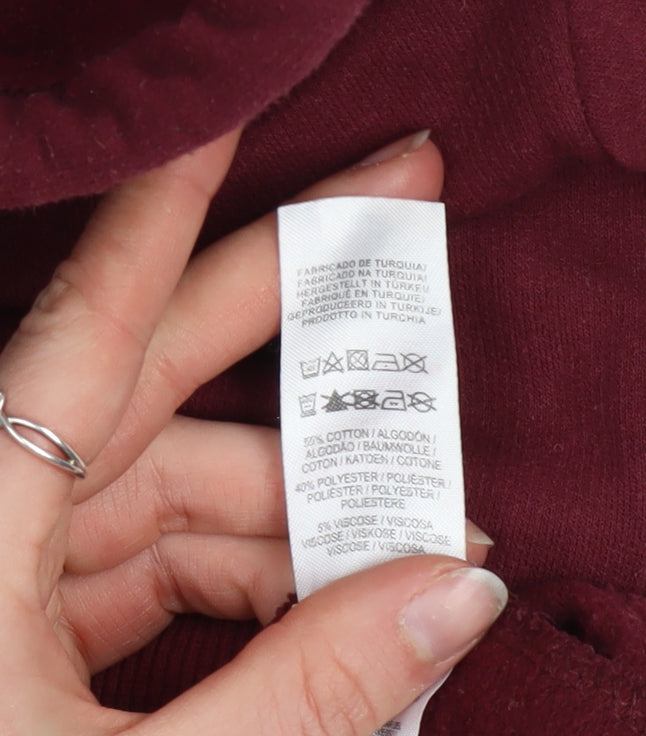 FABRICADO DE TURQUIA/
FABRICADO NA TURQUIA/
HERGESTELLT IN TÜRKEI/
FABRIQUÉ EN TURQUIE/
GEPRODUCEERD IN TURKIJE/
PRODOTTO IN TURCHIA
55% COTTON / ALGODÓN /
ALGODÃO / BAUMWOLLE /
COTON / KATOEN / COTONE
40% POLYESTER / POLIÉSTER /
POLIÉSTER / POLYESTER /
POLIESTERE
5% VISCOSE / VISCOSA
VISCOSE / VISKOSE / VISCOSE
VISCOSE / VISCOSA